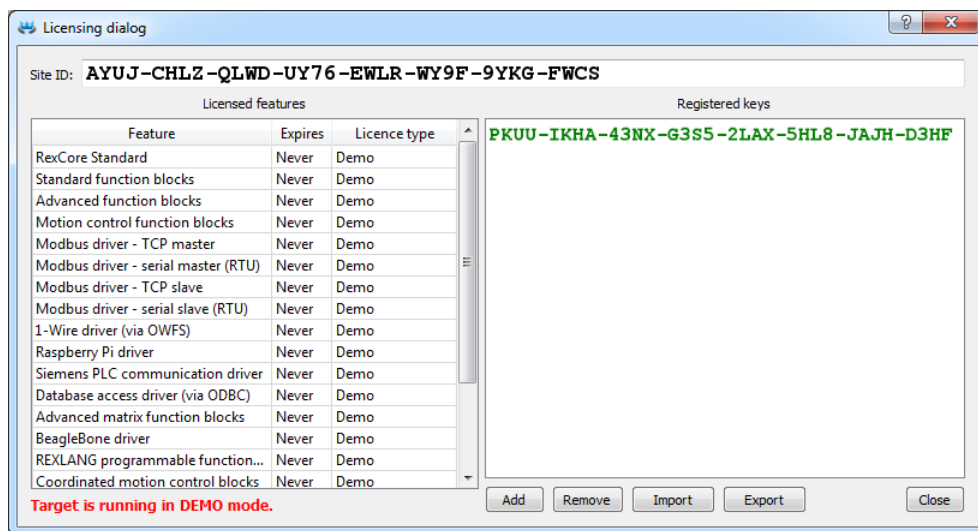 Licensing dialog
Site ID: AYUJ-CHLZ-QLWD-UY76-EWLR-WY9F-9YKG-FWCS
Licensed features
Feature Expires Licence type
RexCore Standard Never Demo
Standard function blocks Never Demo
Advanced function blocks Never Demo
Motion control function blocks Never Demo
Modbus driver - TCP master Never Demo
Modbus driver - serial master (RTU) Never Demo
Modbus driver - TCP slave Never Demo
Modbus driver - serial slave (RTU) Never Demo
1-Wire driver (via OWFS) Never Demo
Raspberry Pi driver Never Demo
Siemens PLC communication driver Never Demo
Database access driver (via ODBC) Never Demo
Advanced matrix function blocks Never Demo
BeagleBone driver Never Demo
REXLANG programmable function... Never Demo
Coordinated motion control blocks Never Demo
Target is running in DEMO mode.
Registered keys
PKUU-IKHA-43NX-G3S5-2LAX-5HL8-JAJH-D3HF
Add Remove Import Export Close